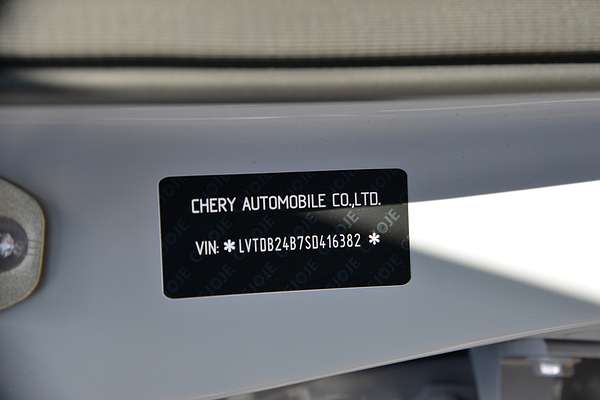 CHERY AUTOMOBILE CO.,LTD.
VIN: *LVTDB24B7SD416382 *